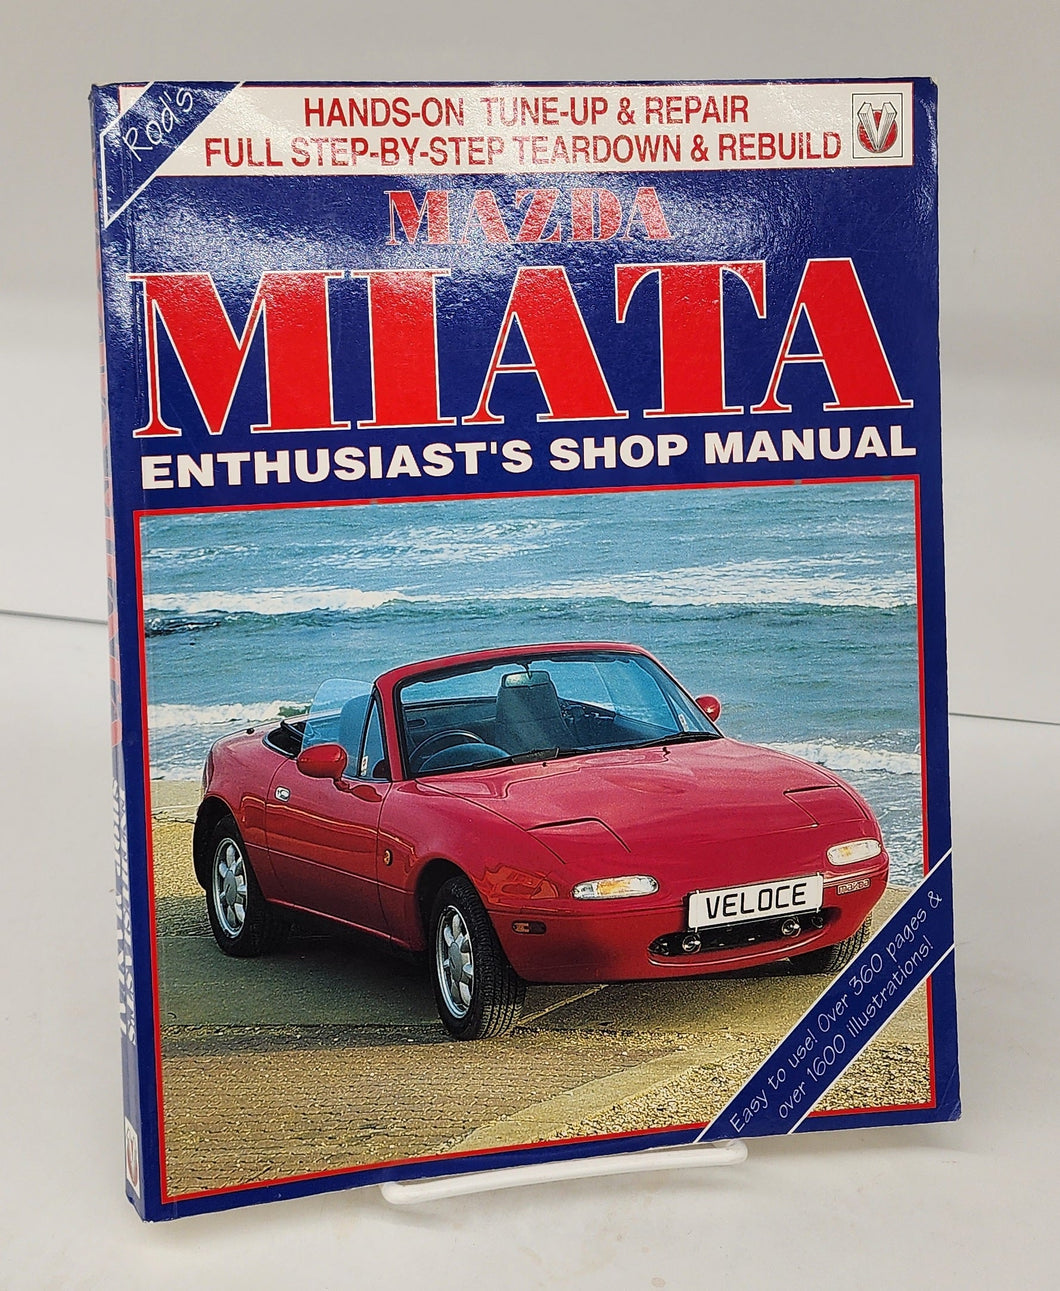 Rod's
HANDS-ON TUNE-UP & REPAIR
FULL STEP-BY-STEP TEARDOWN & REBUILD
V
MAZDA
MIATA
ENTHUSIAST'S SHOP MANUAL
mazda
VELOCE
Easy to use! Over 360 pages &
over 1600 illustrations!